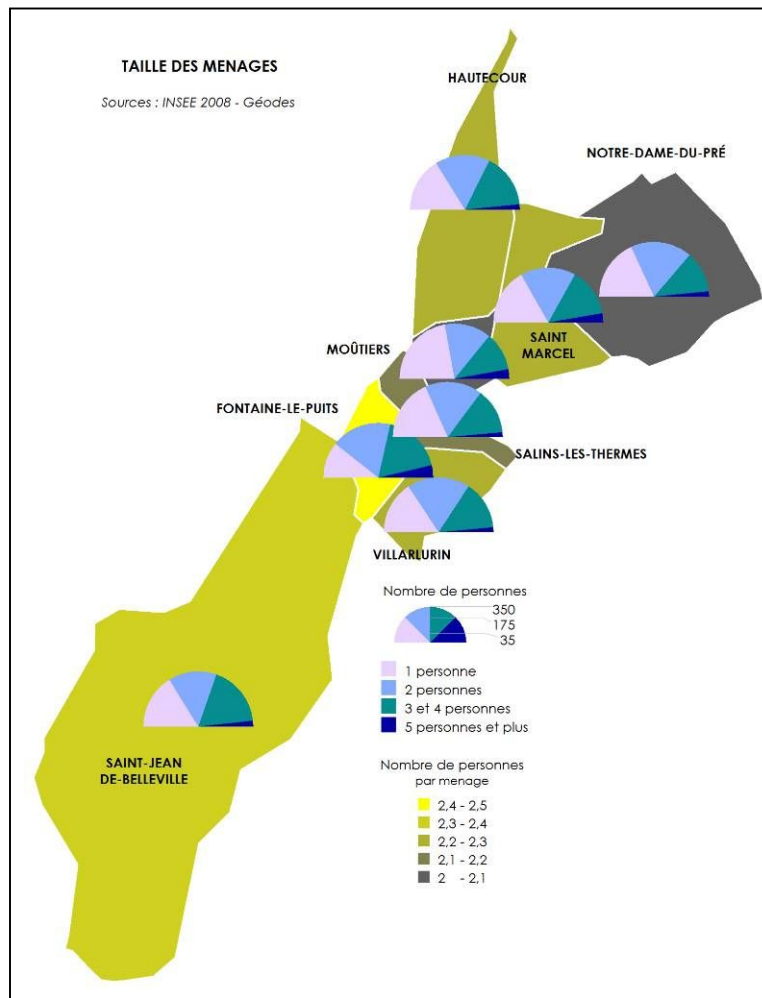 TAILLE DES MENAGES
Sources : INSEE 2008 - Géodes
HAUTECOUR
NOTRE-DAME-DU-PRÉ
SAINT
MARCEL
MOÛTIERS
FONTAINE-LE-PUITS
SALINS-LES-THERMES
VILLARLURIN
SAINT-JEAN
DE-BELLEVILLE
Nombre de personnes
350
175
35
1 personne
2 personnes
3 et 4 personnes
5 personnes et plus
Nombre de personnes
par menage
2,4 - 2,5
2,3 - 2,4
2,2 - 2,3
2,1 - 2,2
2 - 2,1